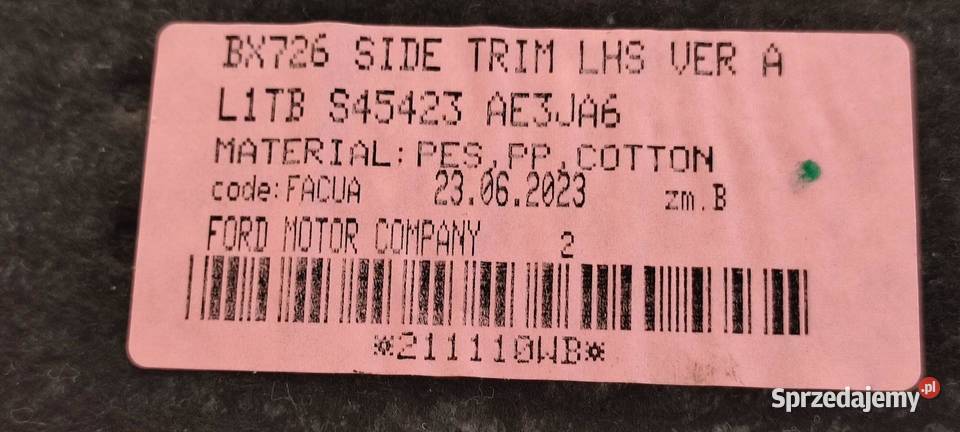 BX726 SIDE TRIM LHS VER A
L1TB S45423 AE3JA6
MATERIAL: PES,PP,COTTON
code: FACUA 23.06.2023 zm.B
FORD MOTOR COMPANY 2
*211110WB*
Sprzedajemy.pl